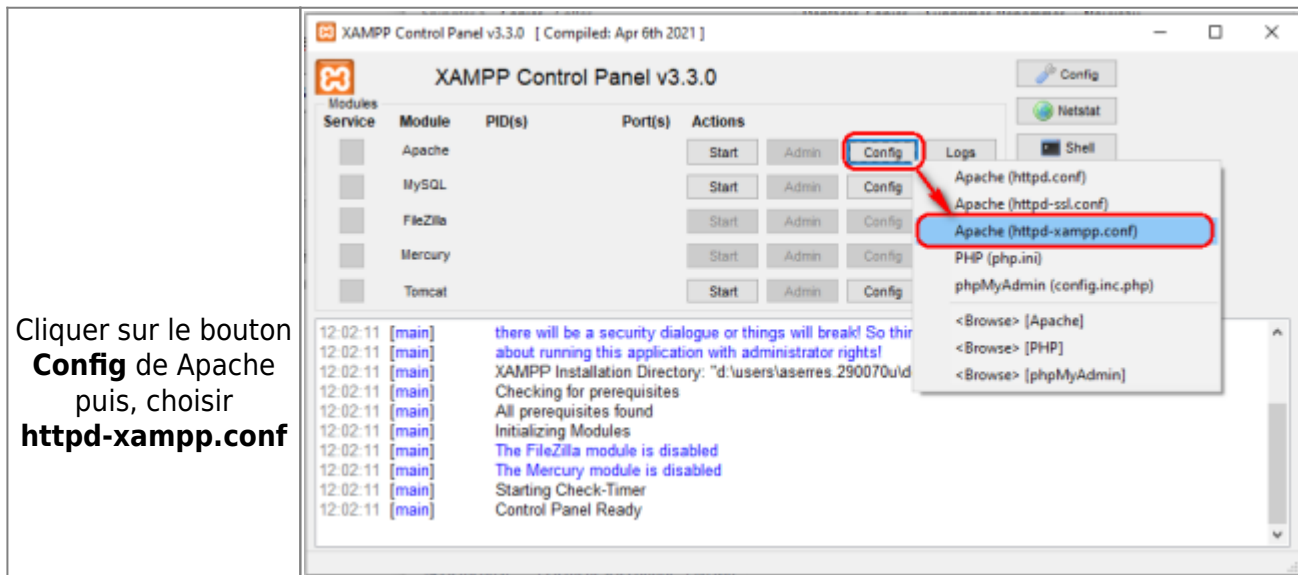 Cliquer sur le bouton
Config de Apache
puis, choisir
httpd-xampp.conf
XAMPP Control Panel v3.3.0 [ Compiled: Apr 6th 2021 ]
XAMPP Control Panel v3.3.0
Config
Modules
Service Module PID(s) Port(s) Actions
Netstat
Apache Start Admin Config Logs Shell
MySQL Start Admin Config
FileZilla Start Admin Config
Mercury Start Admin Config
Tomcat Start Admin Config
Apache (httpd.conf)
Apache (httpd-ssl.conf)
Apache (httpd-xampp.conf)
PHP (php.ini)
phpMyAdmin (config.inc.php)
<Browse> [Apache]
<Browse> [PHP]
<Browse> [phpMyAdmin]
12:02:11 [main] there will be a security dialogue or things will break! So
12:02:11 [main] about running this application with administrator rights!
12:02:11 [main] XAMPP Installation Directory: "d:\users\aserres.290070u\d
12:02:11 [main] Checking for prerequisites
12:02:11 [main] All prerequisites found
12:02:11 [main] Initializing Modules
12:02:11 [main] The FileZilla module is disabled
12:02:11 [main] The Mercury module is disabled
12:02:11 [main] Starting Check-Timer
12:02:11 [main] Control Panel Ready